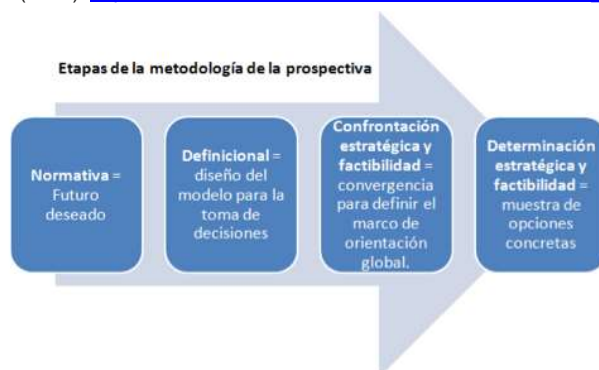 Etapas de la metodología de la prospectiva
Normativa =
Futuro
deseado
Definicional =
diseño del
modelo para la
toma de
decisiones
Confrontación
estratégica y
factibilidad =
convergencia
para definir el
marco de
orientación
global.
Determinación
estratégica y
factibilidad =
muestra de
opciones
concretas